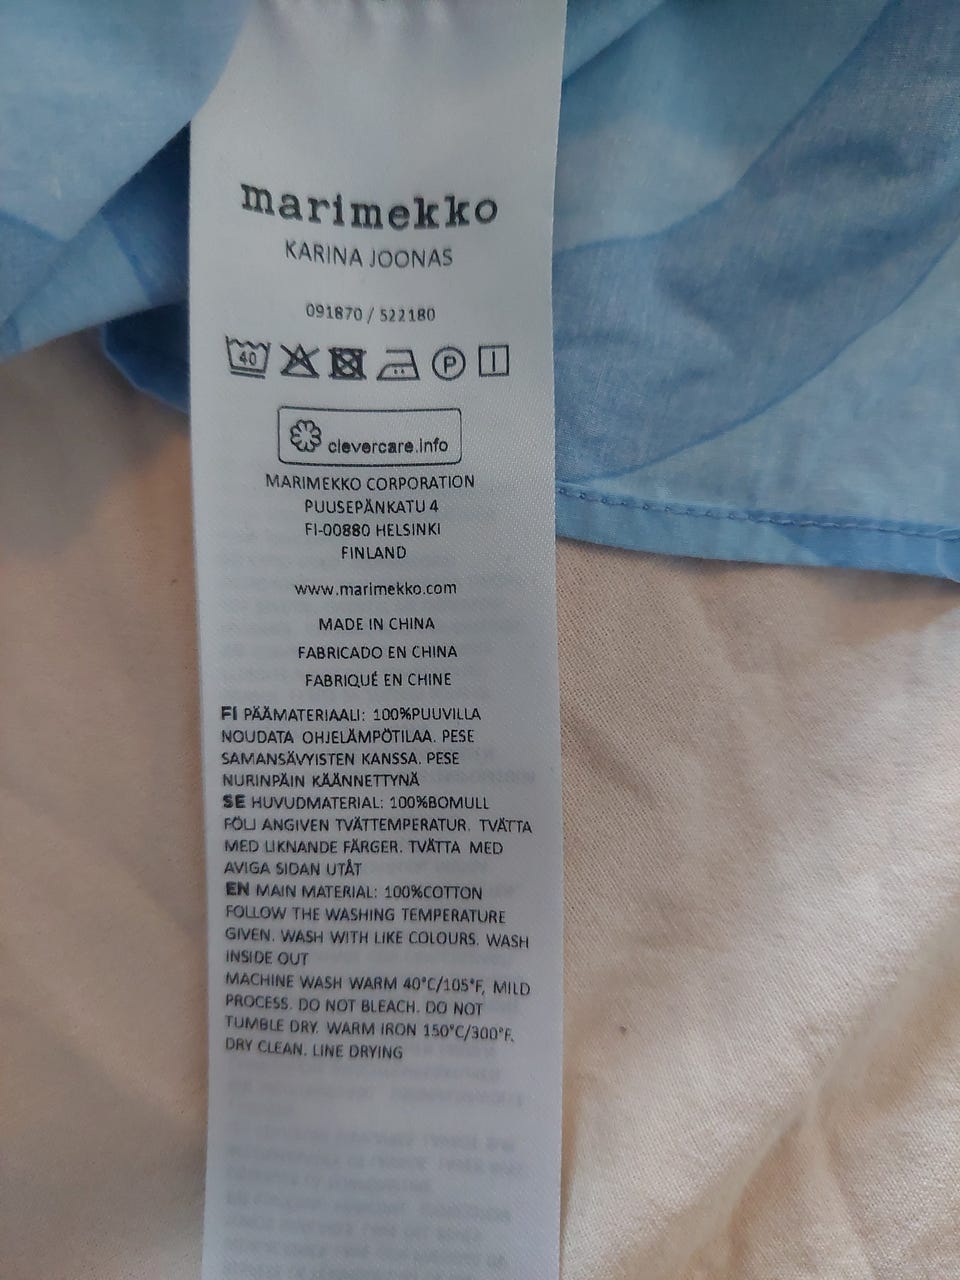 marimekko
KARINA JOONAS
091870 / 522180
40 P
clevercare.info
MARIMEKKO CORPORATION
PUUSEPÄNKATU 4
FI-00880 HELSINKI
FINLAND
www.marimekko.com
MADE IN CHINA
FABRICADO EN CHINA
FABRIQUÉ EN CHINE
FI PÄÄMATERIAALI: 100%PUUVILLA
NOUDATA OHJELÄMPÖTILAA. PESE
SAMANSÄVYISTEN KANSSA. PESE
NURINPÄIN KÄÄNNETTYNÄ
SE HUVUDMATERIAL: 100%BOMULL
FÖLJ ANGIVEN TVÄTTEMPERATUR. TVÄTTA
MED LIKNANDE FÄRGER. TVÄTTA MED
AVIGA SIDAN UTÅT
EN MAIN MATERIAL: 100%COTTON
FOLLOW THE WASHING TEMPERATURE
GIVEN. WASH WITH LIKE COLOURS. WASH
INSIDE OUT
MACHINE WASH WARM 40°C/105°F, MILD
PROCESS. DO NOT BLEACH. DO NOT
TUMBLE DRY. WARM IRON 150°C/300°F.
DRY CLEAN. LINE DRYING